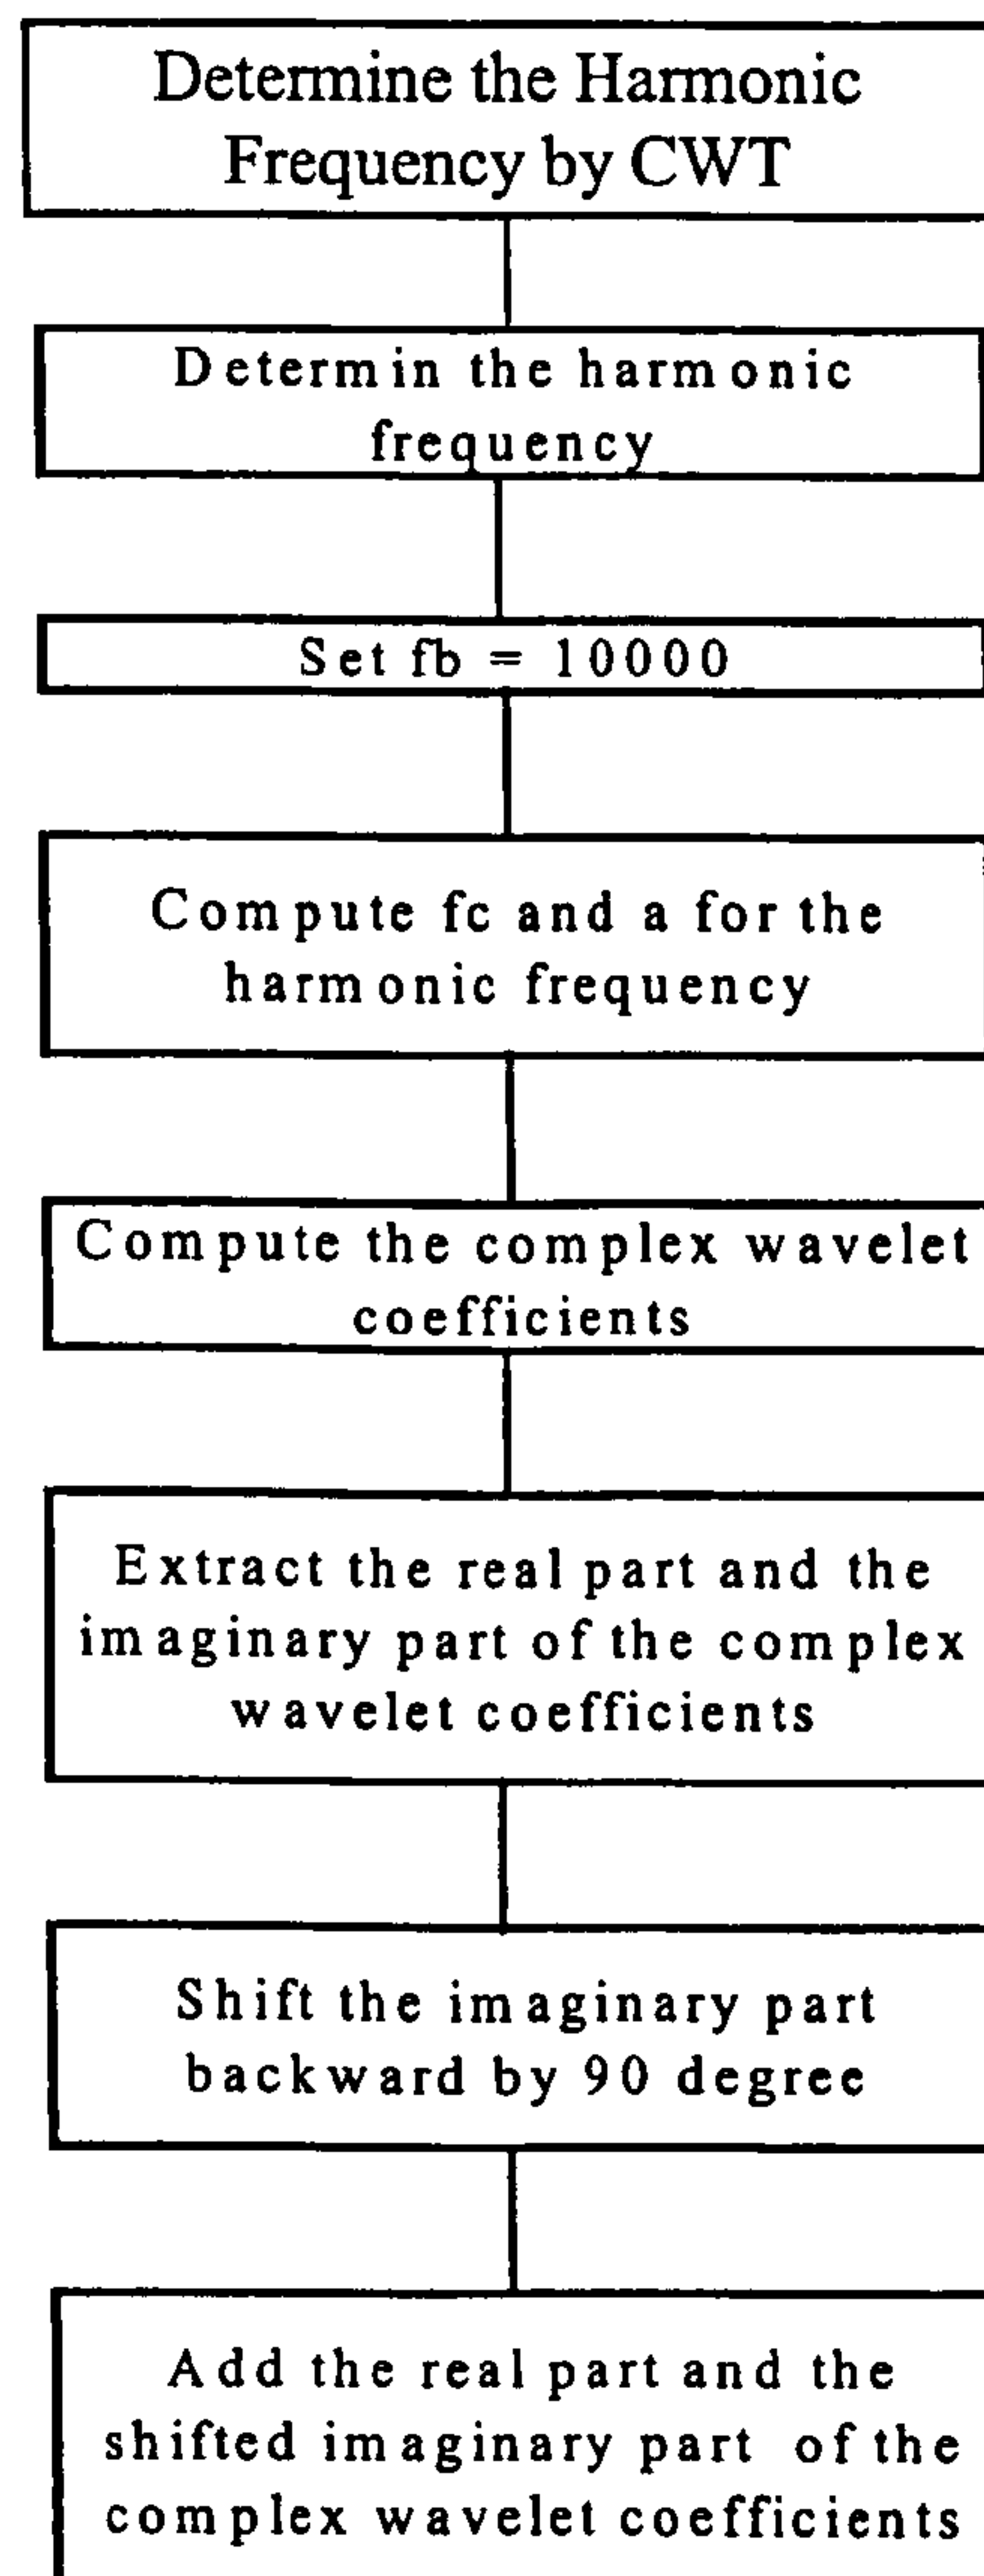 Determine the Harmonic
Frequency by CWT
Determin the harmonic
frequency
Set fb = 10000
Compute fc and a for the
harmonic frequency
Compute the complex wavelet
coefficients
Extract the real part and the
imaginary part of the complex
wavelet coefficients
Shift the imaginary part
backward by 90 degree
Add the real part and the
shifted imaginary part of the
complex wavelet coefficients